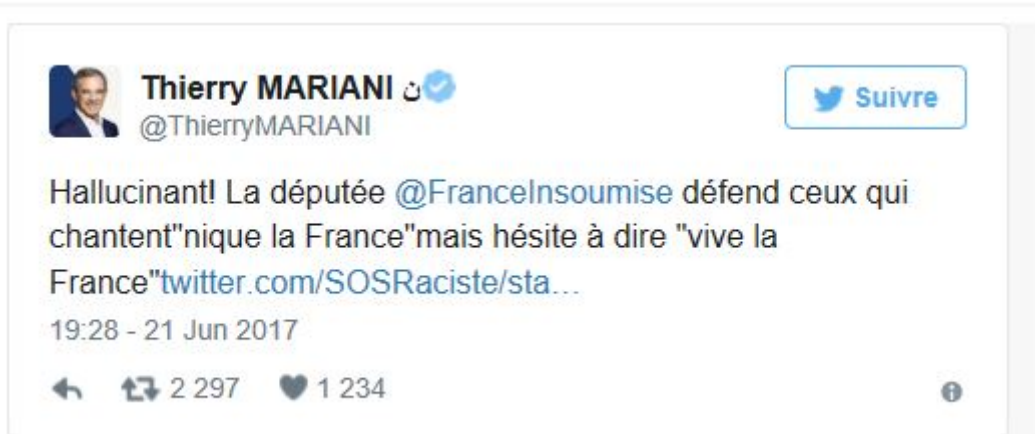 Thierry MARIANI ن
@ThierryMARIANI
Suivre
Hallucinant! La députée @FranceInsoumise défend ceux qui
chantent"nique la France"mais hésite à dire "vive la
France"twitter.com/SOSRaciste/sta…
19:28 - 21 Jun 2017
2 297 1 234